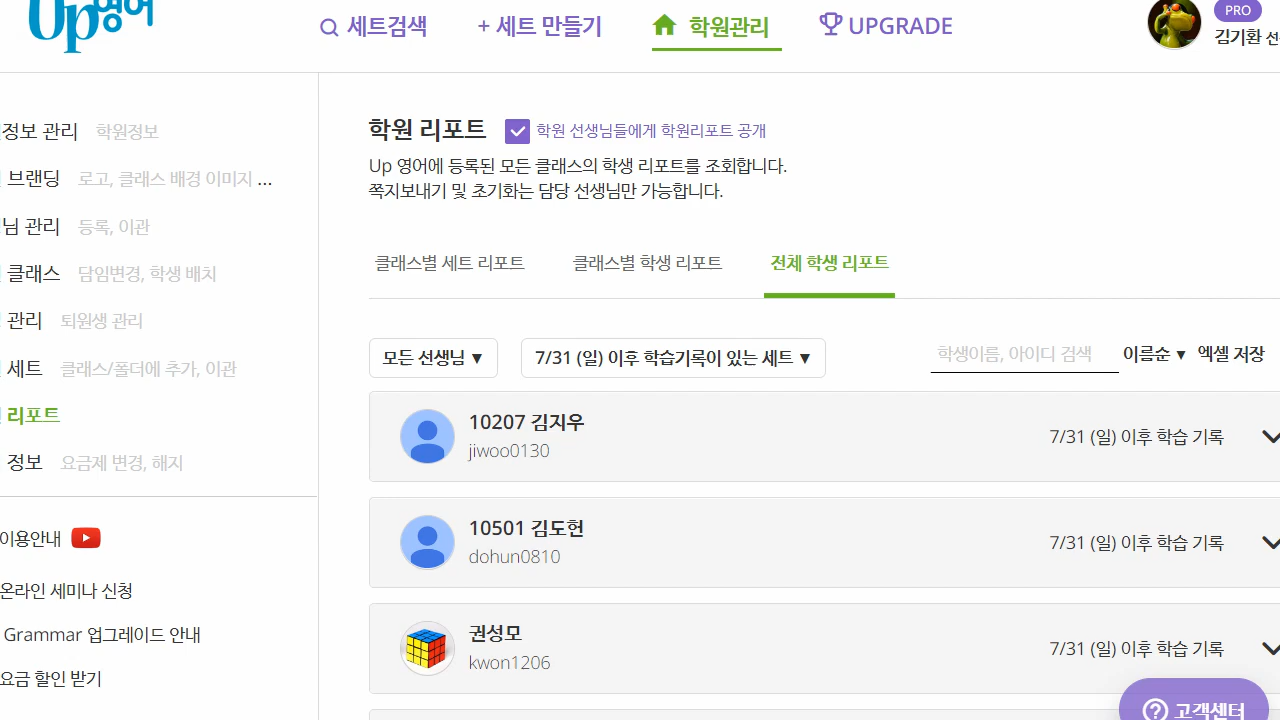 Up영어
세트검색
+ 세트 만들기
학원관리
UPGRADE
PRO
김기환 선
정보 관리 학원정보
브랜딩 로고, 클래스 배경 이미지 ...
님 관리 등록, 이관
클래스 담임변경, 학생 배치
관리 퇴원생 관리
세트 클래스/폴더에 추가, 이관
리포트
정보 요금제 변경, 해지
이용안내
온라인 세미나 신청
Grammar 업그레이드 안내
요금 할인 받기
학원 리포트 학원 선생님들에게 학원리포트 공개
Up 영어에 등록된 모든 클래스의 학생 리포트를 조회합니다.
쪽지보내기 및 초기화는 담당 선생님만 가능합니다.
클래스별 세트 리포트 클래스별 학생 리포트 전체 학생 리포트
모든 선생님 ▼ 7/31 (일) 이후 학습기록이 있는 세트 ▼ 학생이름, 아이디 검색 이름순 ▼ 엑셀 저장
10207 김지우
jiwoo0130
7/31 (일) 이후 학습 기록
10501 김도헌
dohun0810
7/31 (일) 이후 학습 기록
권성모
kwon1206
7/31 (일) 이후 학습 기록
고객센터